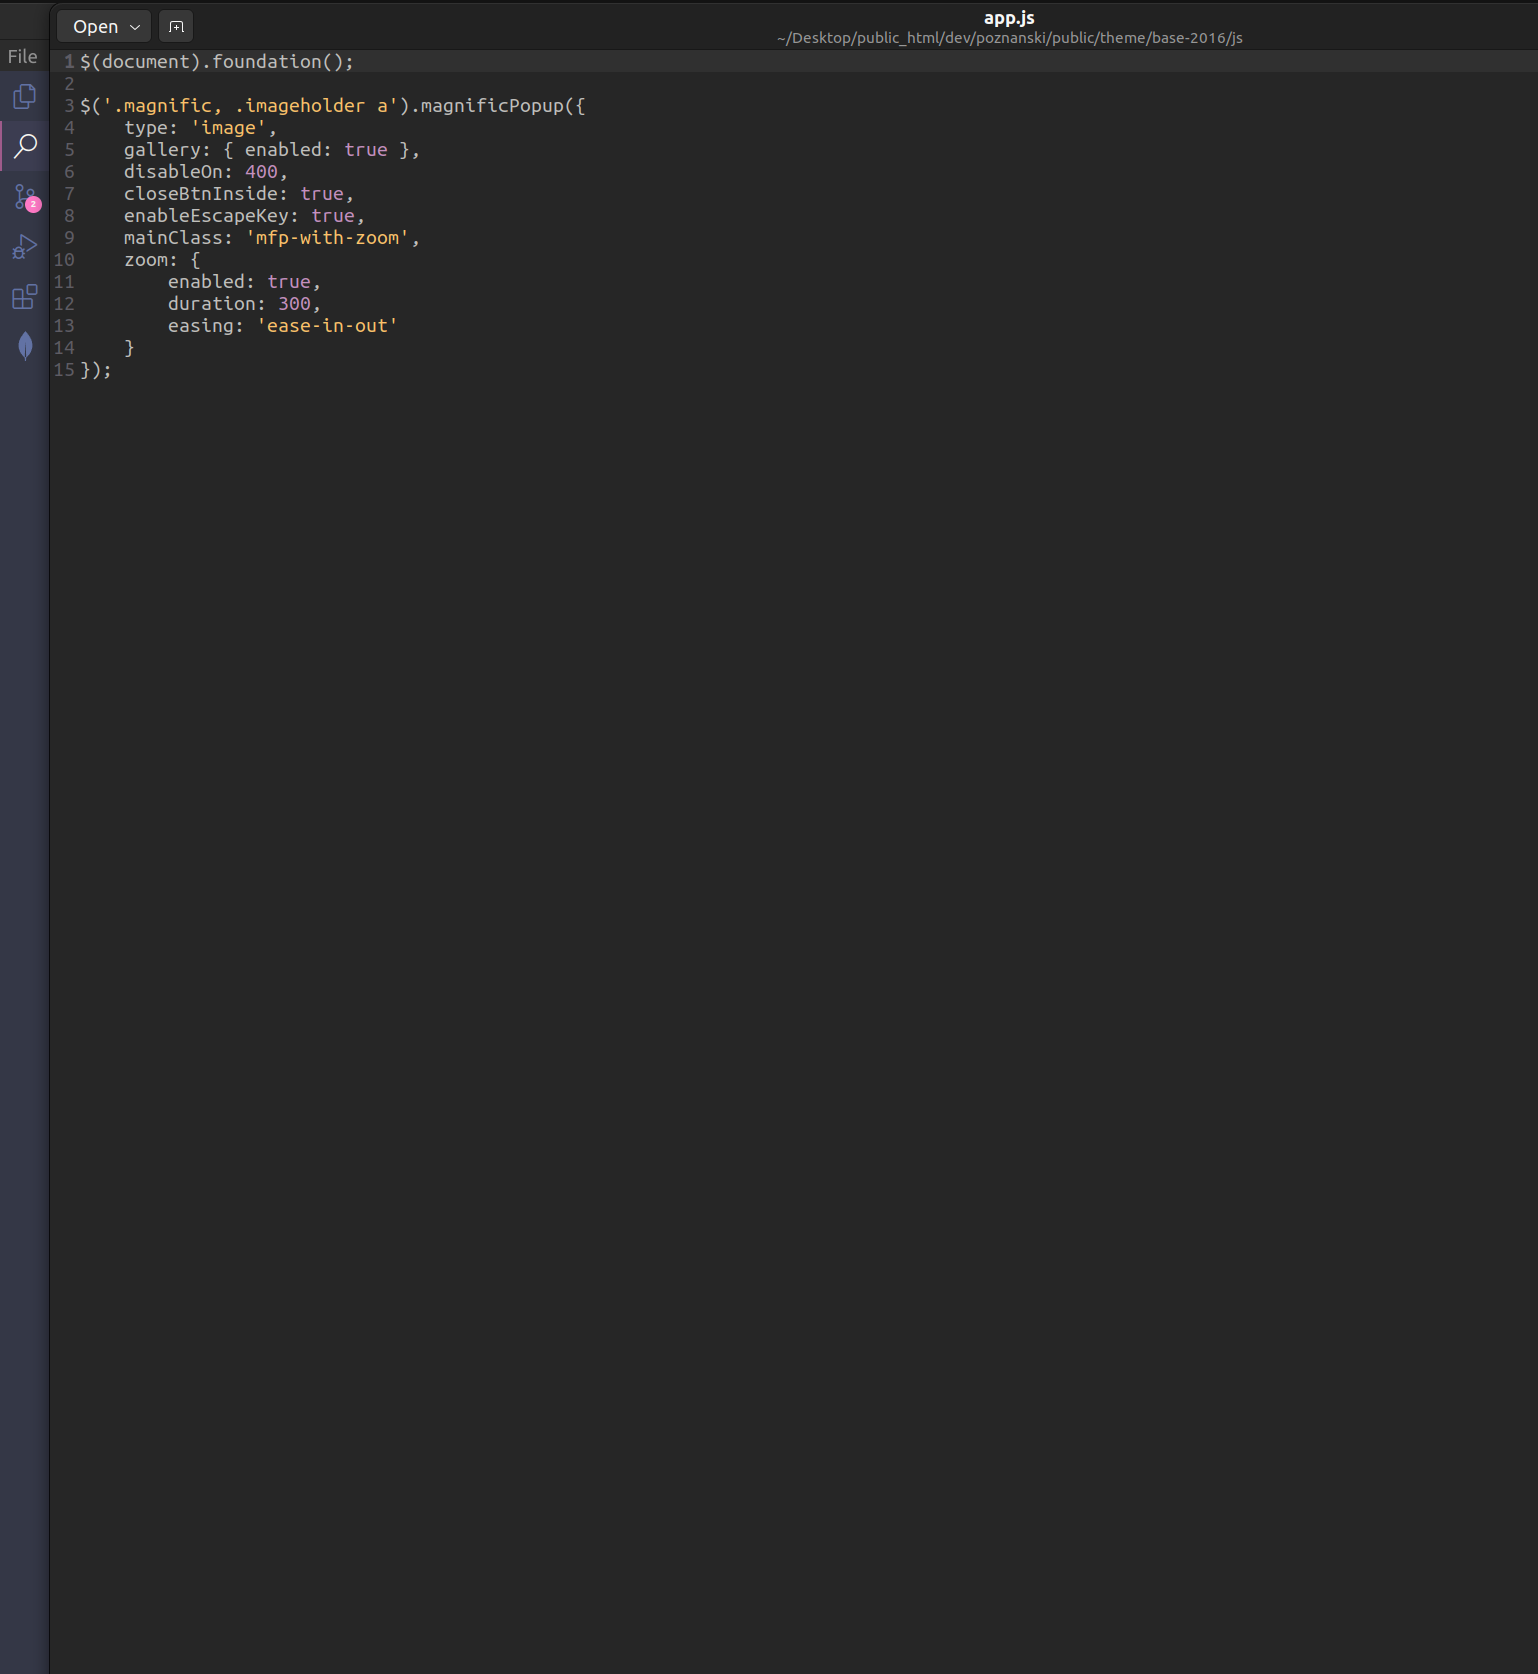 Open
app.js
~/Desktop/public_html/dev/poznanski/public/theme/base-2016/js
File
2
1 $(document).foundation();
2
3 $('.magnific, .imageholder a').magnificPopup({
4     type: 'image',
5     gallery: { enabled: true },
6     disableOn: 400,
7     closeBtnInside: true,
8     enableEscapeKey: true,
9     mainClass: 'mfp-with-zoom',
10     zoom: {
11         enabled: true,
12         duration: 300,
13         easing: 'ease-in-out'
14     }
15 });